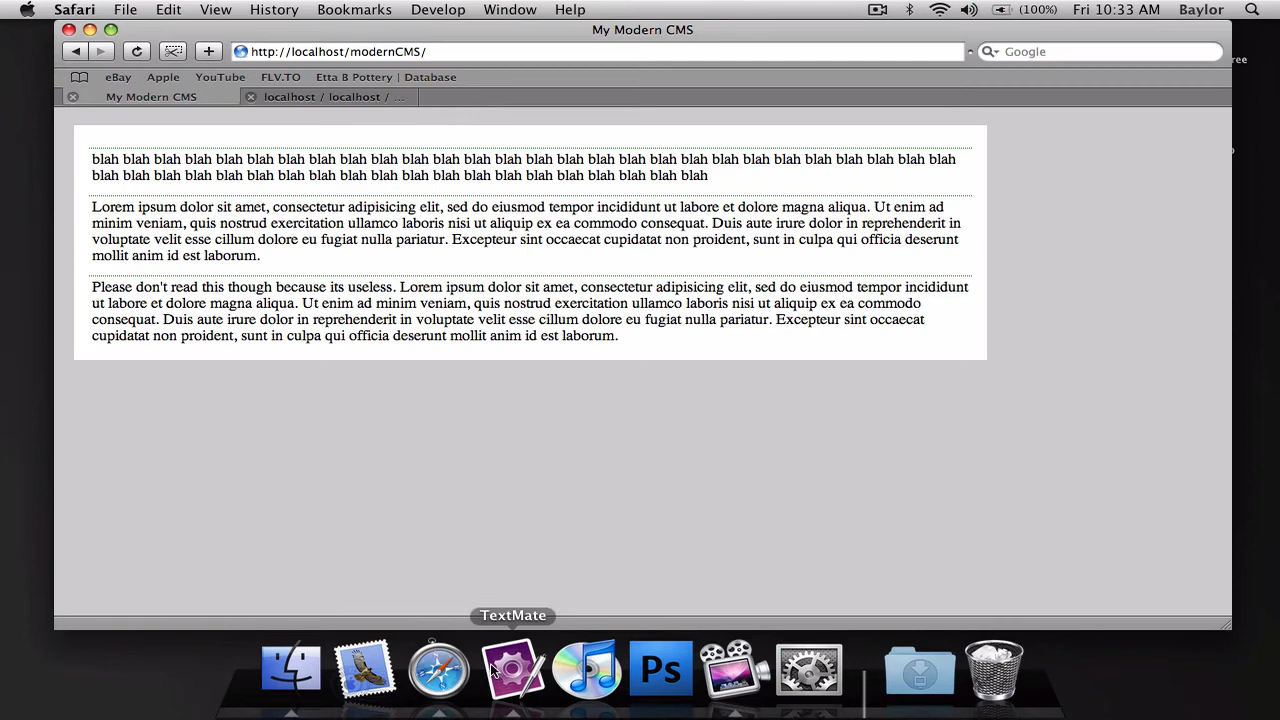 Safari File Edit View History Bookmarks Develop Window Help (100%) Fri 10:33 AM Baylor
My Modern CMS
http://localhost/modernCMS/ Google
ree
eBay Apple YouTube FLV.TO Etta B Pottery | Database
My Modern CMS localhost / localhost / ...
blah blah blah blah blah blah blah blah blah blah blah blah blah blah blah blah blah blah blah blah blah blah blah blah blah blah blah blah
blah blah blah blah blah blah blah blah blah blah blah blah blah blah blah blah blah blah blah blah
Lorem ipsum dolor sit amet, consectetur adipisicing elit, sed do eiusmod tempor incididunt ut labore et dolore magna aliqua. Ut enim ad
minim veniam, quis nostrud exercitation ullamco laboris nisi ut aliquip ex ea commodo consequat. Duis aute irure dolor in reprehenderit in
voluptate velit esse cillum dolore eu fugiat nulla pariatur. Excepteur sint occaecat cupidatat non proident, sunt in culpa qui officia deserunt
mollit anim id est laborum.
Please don't read this though because its useless. Lorem ipsum dolor sit amet, consectetur adipisicing elit, sed do eiusmod tempor incididunt
ut labore et dolore magna aliqua. Ut enim ad minim veniam, quis nostrud exercitation ullamco laboris nisi ut aliquip ex ea commodo
consequat. Duis aute irure dolor in reprehenderit in voluptate velit esse cillum dolore eu fugiat nulla pariatur. Excepteur sint occaecat
cupidatat non proident, sunt in culpa qui officia deserunt mollit anim id est laborum.
TextMate
Ps